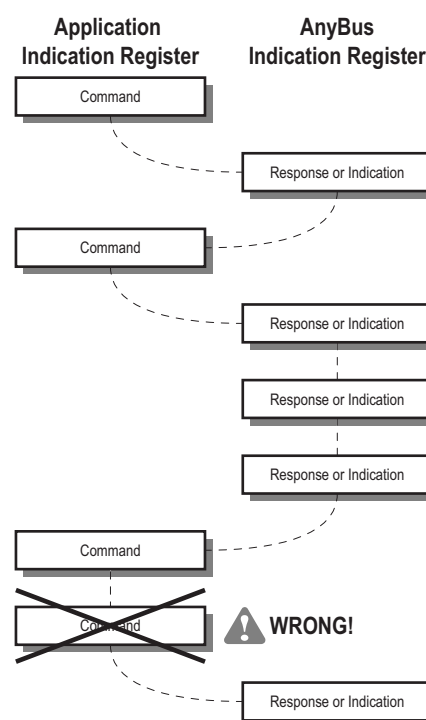 Application
Indication Register
AnyBus
Indication Register
Command
Response or Indication
Command
Response or Indication
Response or Indication
Response or Indication
Command
Command
WRONG!
Response or Indication